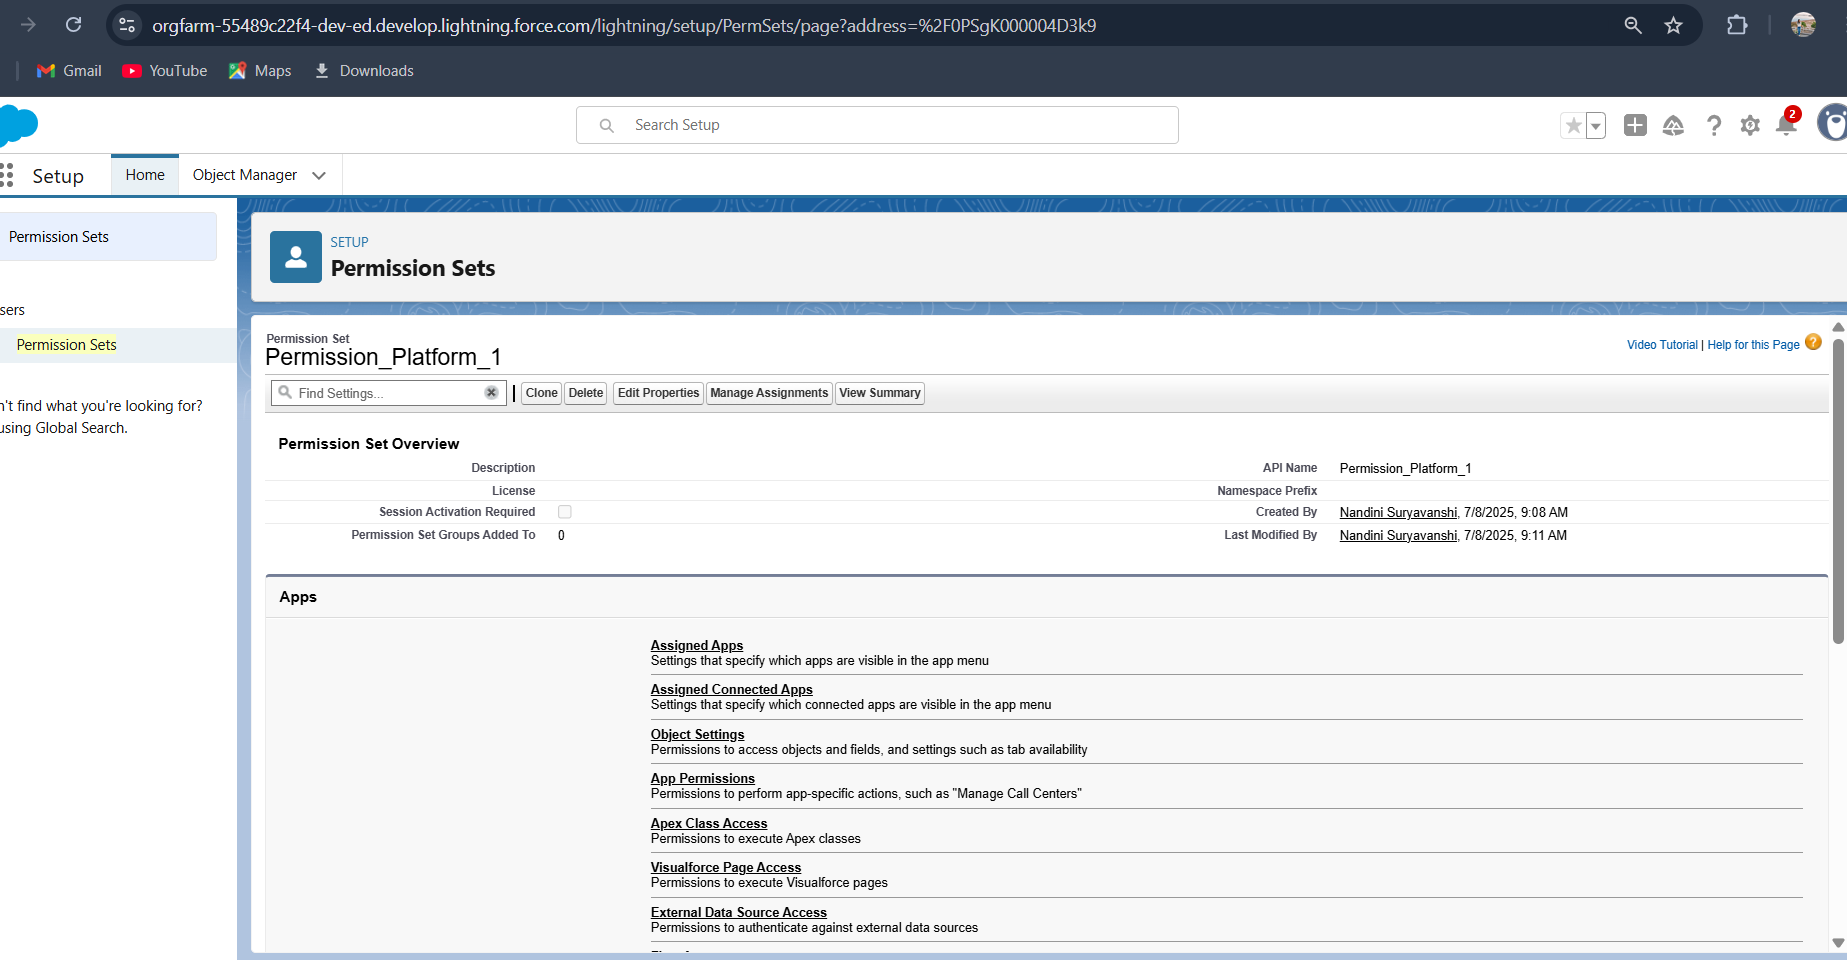 orgfarm-55489c22f4-dev-ed.develop.lightning.force.com/lightning/setup/PermSets/page?address=%2F0PSgK000004D3k9
Gmail YouTube Maps Downloads
Search Setup
2
Setup Home Object Manager
Permission Sets
sers
Permission Sets
n't find what you're looking for?
using Global Search.
SETUP
Permission Sets
Permission Set
Permission_Platform_1
Video Tutorial | Help for this Page ?
Find Settings... Clone Delete Edit Properties Manage Assignments View Summary
Permission Set Overview
Description API Name Permission_Platform_1
License Namespace Prefix
Session Activation Required Created By Nandini Suryavanshi, 7/8/2025, 9:08 AM
Permission Set Groups Added To 0 Last Modified By Nandini Suryavanshi, 7/8/2025, 9:11 AM
Apps
Assigned Apps
Settings that specify which apps are visible in the app menu
Assigned Connected Apps
Settings that specify which connected apps are visible in the app menu
Object Settings
Permissions to access objects and fields, and settings such as tab availability
App Permissions
Permissions to perform app-specific actions, such as "Manage Call Centers"
Apex Class Access
Permissions to execute Apex classes
Visualforce Page Access
Permissions to execute Visualforce pages
External Data Source Access
Permissions to authenticate against external data sources